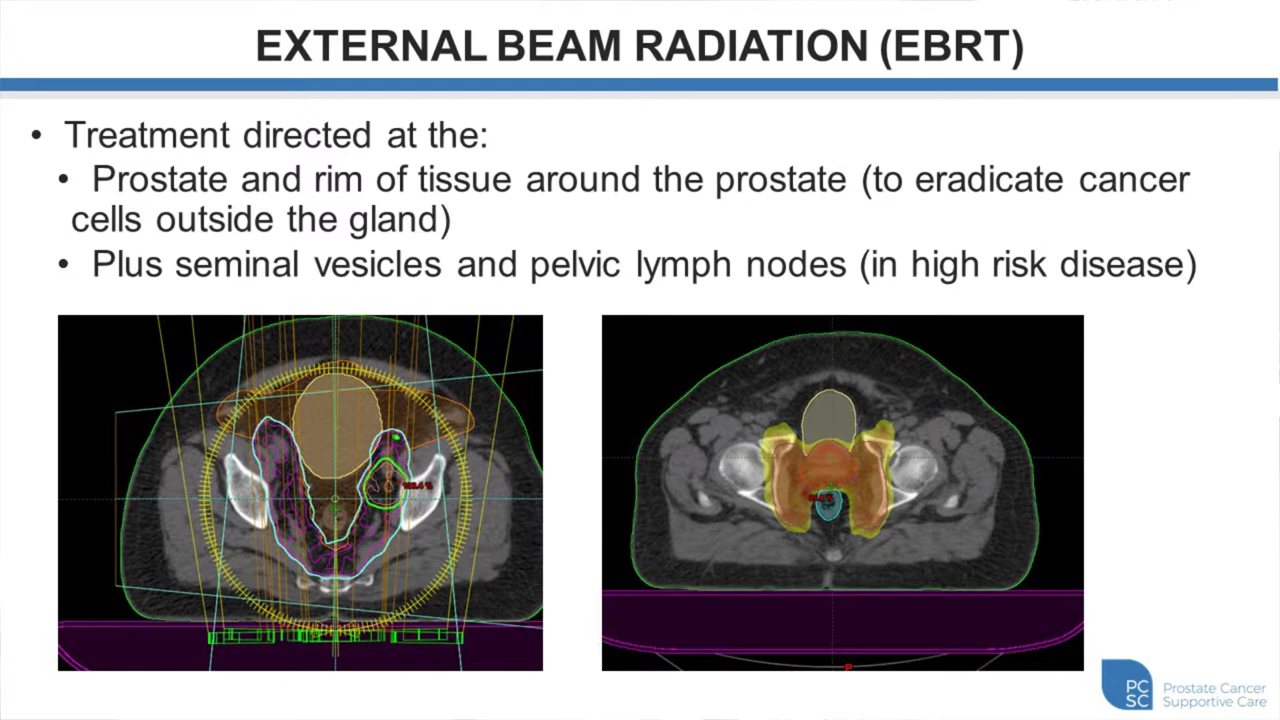 EXTERNAL BEAM RADIATION (EBRT)
• Treatment directed at the:
• Prostate and rim of tissue around the prostate (to eradicate cancer
cells outside the gland)
• Plus seminal vesicles and pelvic lymph nodes (in high risk disease)
P
PC
SC
Prostate Cancer
Supportive Care